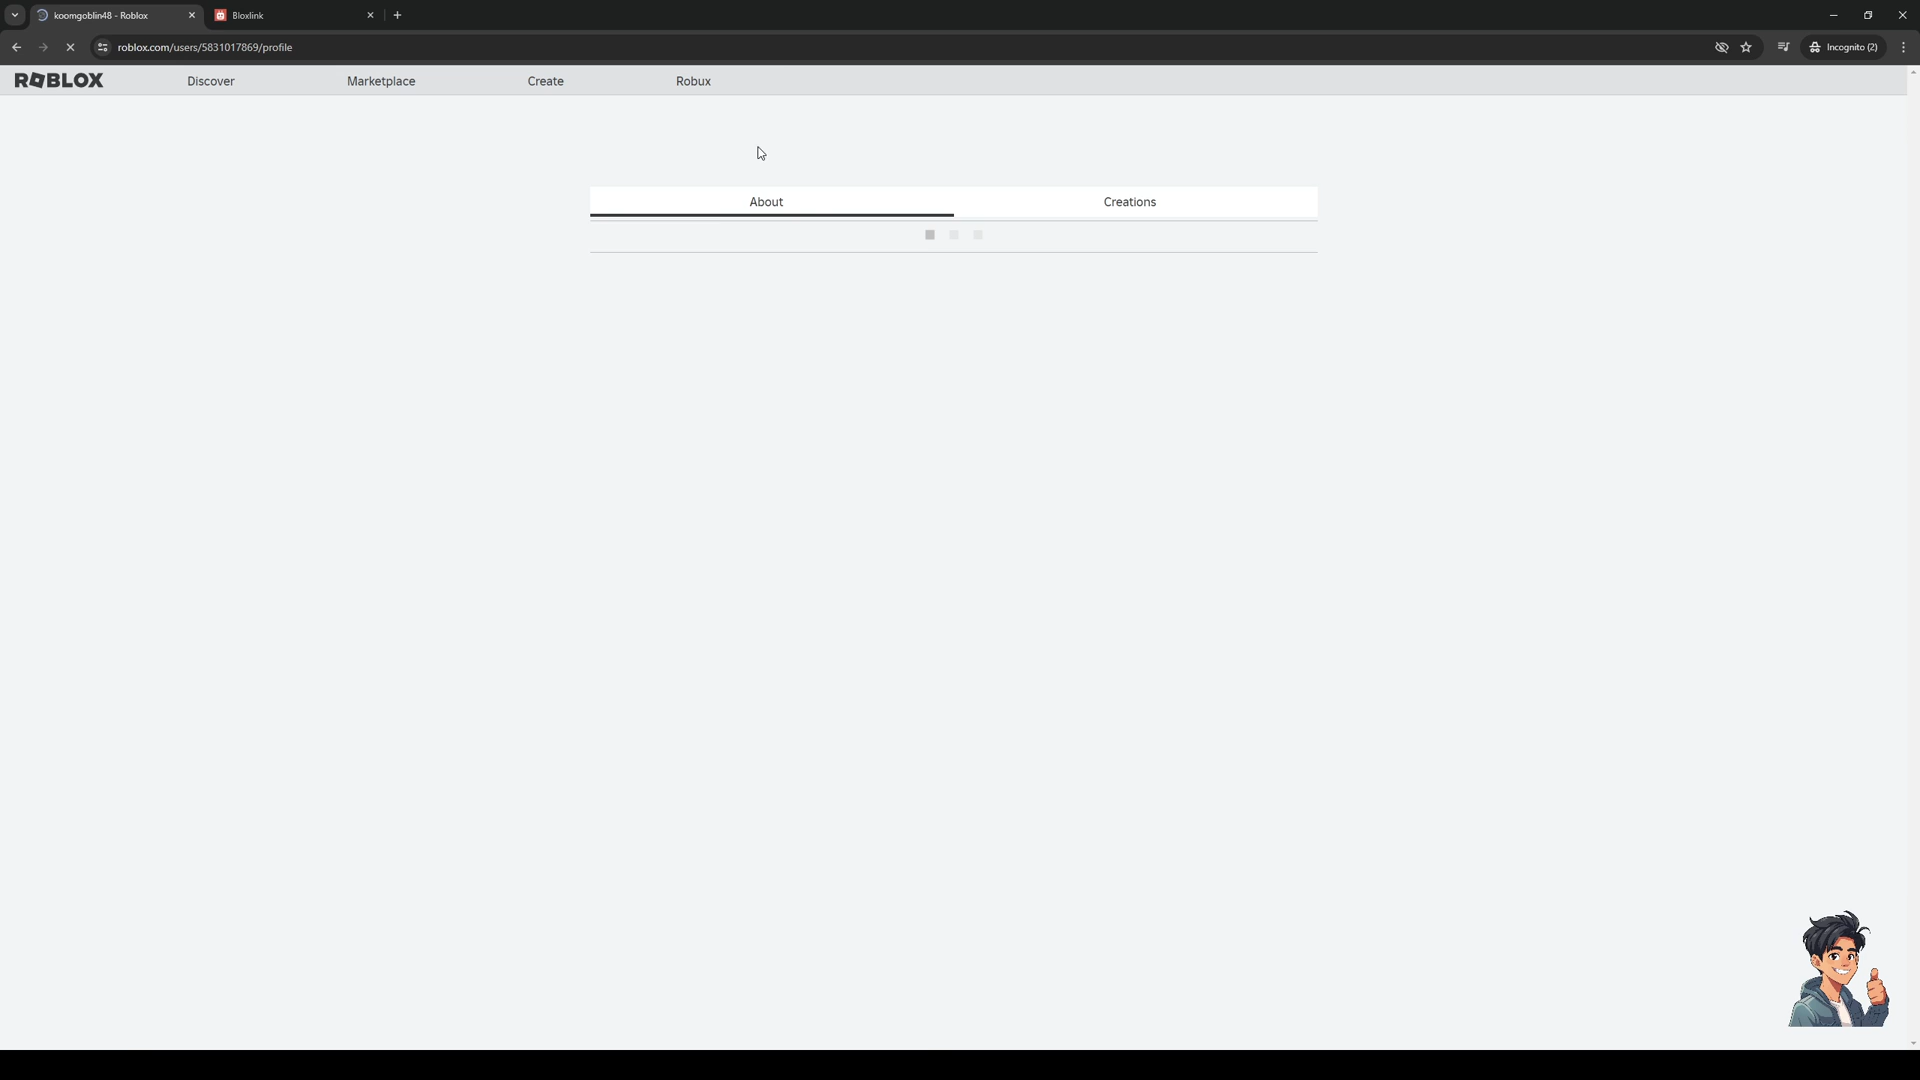 koomgoblin48 - Roblox
Bloxlink
roblox.com/users/5831017869/profile
Incognito (2)
ROBLOX
Discover
Marketplace
Create
Robux
About
Creations